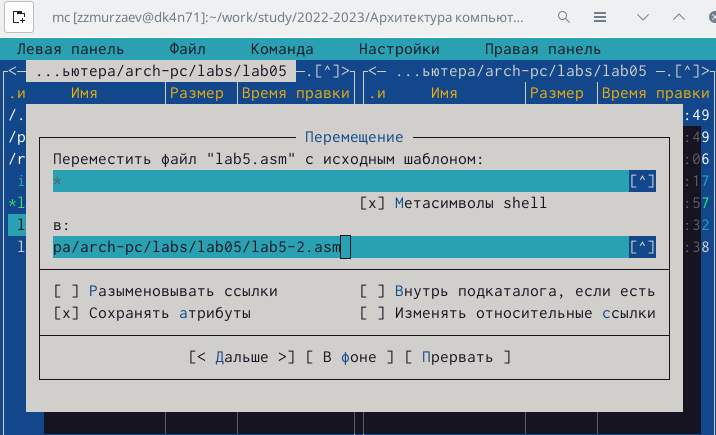 mc [zzmurzaev@dk4n71]:~/work/study/2022-2023/Архитектура компьют...
Левая панель Файл Команда Настройки Правая панель
<— ...ьютера/arch-pc/labs/lab05 —.[^]> <— ...ьютера/arch-pc/labs/lab05 —.[^]>
.и Имя Размер Время правки .и Имя Размер Время правки
/. :49
Перемещение
/p :49
Переместить файл "lab5.asm" с исходным шаблоном:
/r :06
* [^]
i :17
[x] Метасимволы shell
*l :57
в:
l :32
pa/arch-pc/labs/lab05/lab5-2.asm [^]
l :38
[ ] Разыменовывать ссылки [ ] Внутрь подкаталога, если есть
[x] Сохранять атрибуты [ ] Изменять относительные ссылки
[< Дальше >] [ В фоне ] [ Прервать ]